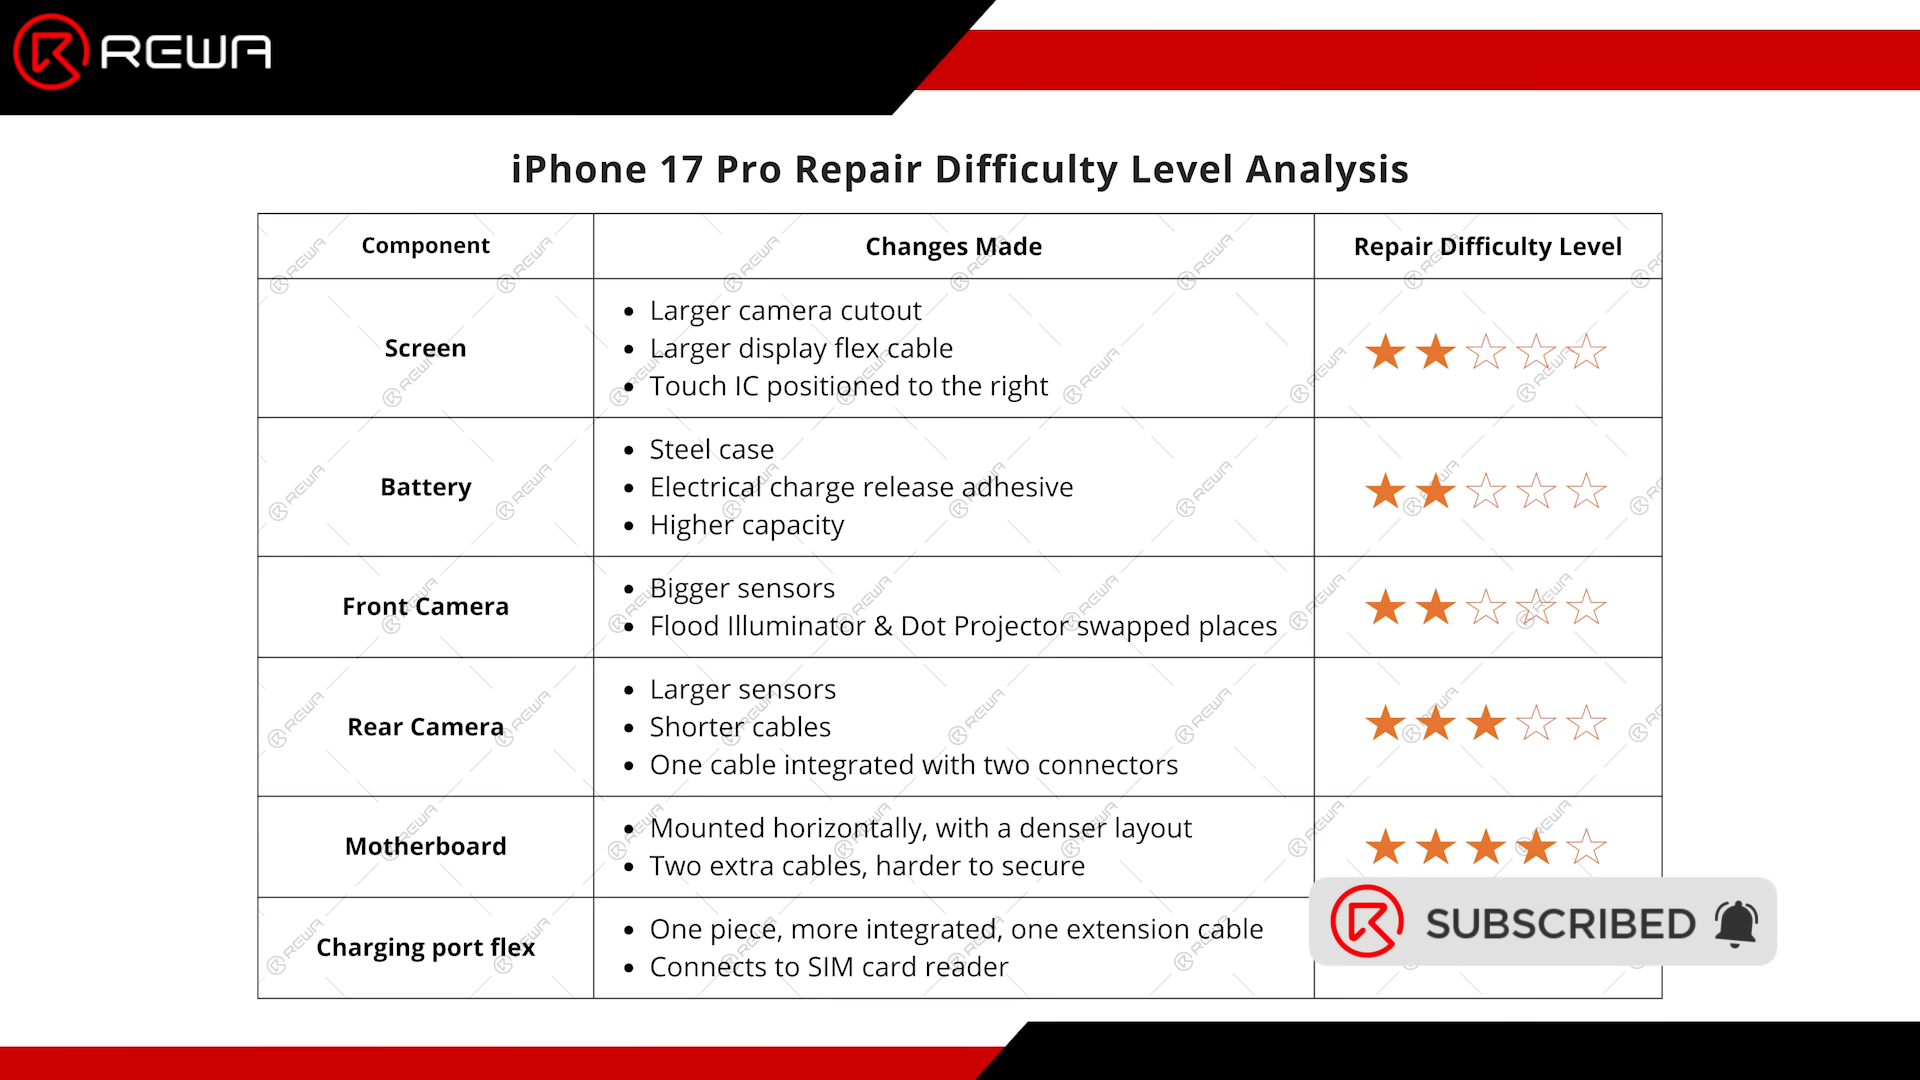 REWA
iPhone 17 Pro Repair Difficulty Level Analysis
Component
Changes Made
Repair Difficulty Level
Screen
• Larger camera cutout
• Larger display flex cable
• Touch IC positioned to the right
Battery
• Steel case
• Electrical charge release adhesive
• Higher capacity
Front Camera
• Bigger sensors
• Flood Illuminator & Dot Projector swapped places
Rear Camera
• Larger sensors
• Shorter cables
• One cable integrated with two connectors
Motherboard
• Mounted horizontally, with a denser layout
• Two extra cables, harder to secure
Charging port flex
• One piece, more integrated, one extension cable
• Connects to SIM card reader
SUBSCRIBED